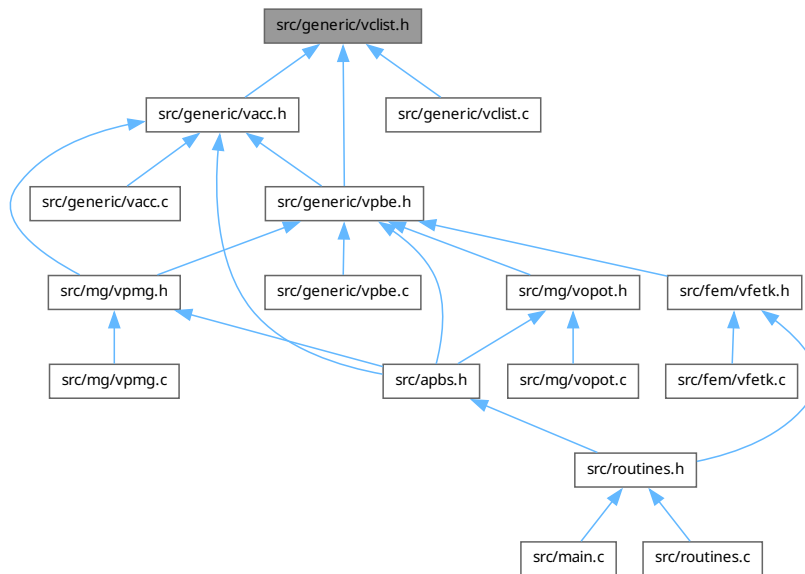 src/generic/vclist.h
src/generic/vacc.h
src/generic/vclist.c
src/generic/vacc.c
src/generic/vpbe.h
src/mg/vpmg.h
src/generic/vpbe.c
src/mg/vopot.h
src/fem/vfetk.h
src/mg/vpmg.c
src/apbs.h
src/mg/vopot.c
src/fem/vfetk.c
src/routines.h
src/main.c
src/routines.c